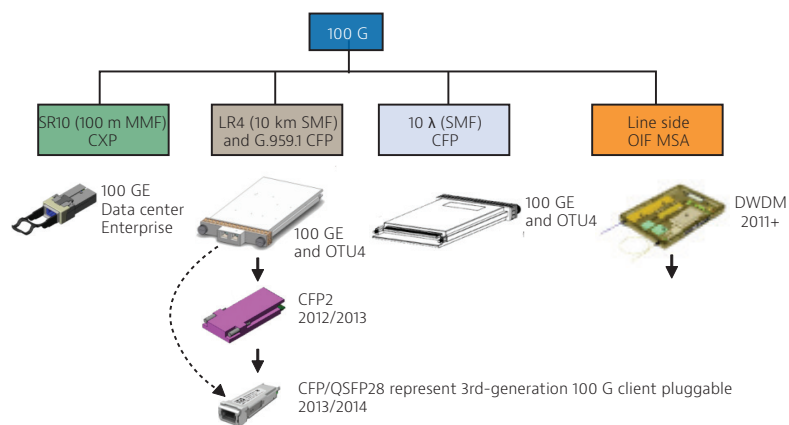 100 G
SR10 (100 m MMF)
CXP
LR4 (10 km SMF)
and G.959.1 CFP
10 λ (SMF)
CFP
Line side
OIF MSA
100 GE
Data center
Enterprise
100 GE
and OTU4
100 GE
and OTU4
DWDM
2011+
CFP2
2012/2013
CFP/QSFP28 represent 3rd-generation 100 G client pluggable
2013/2014